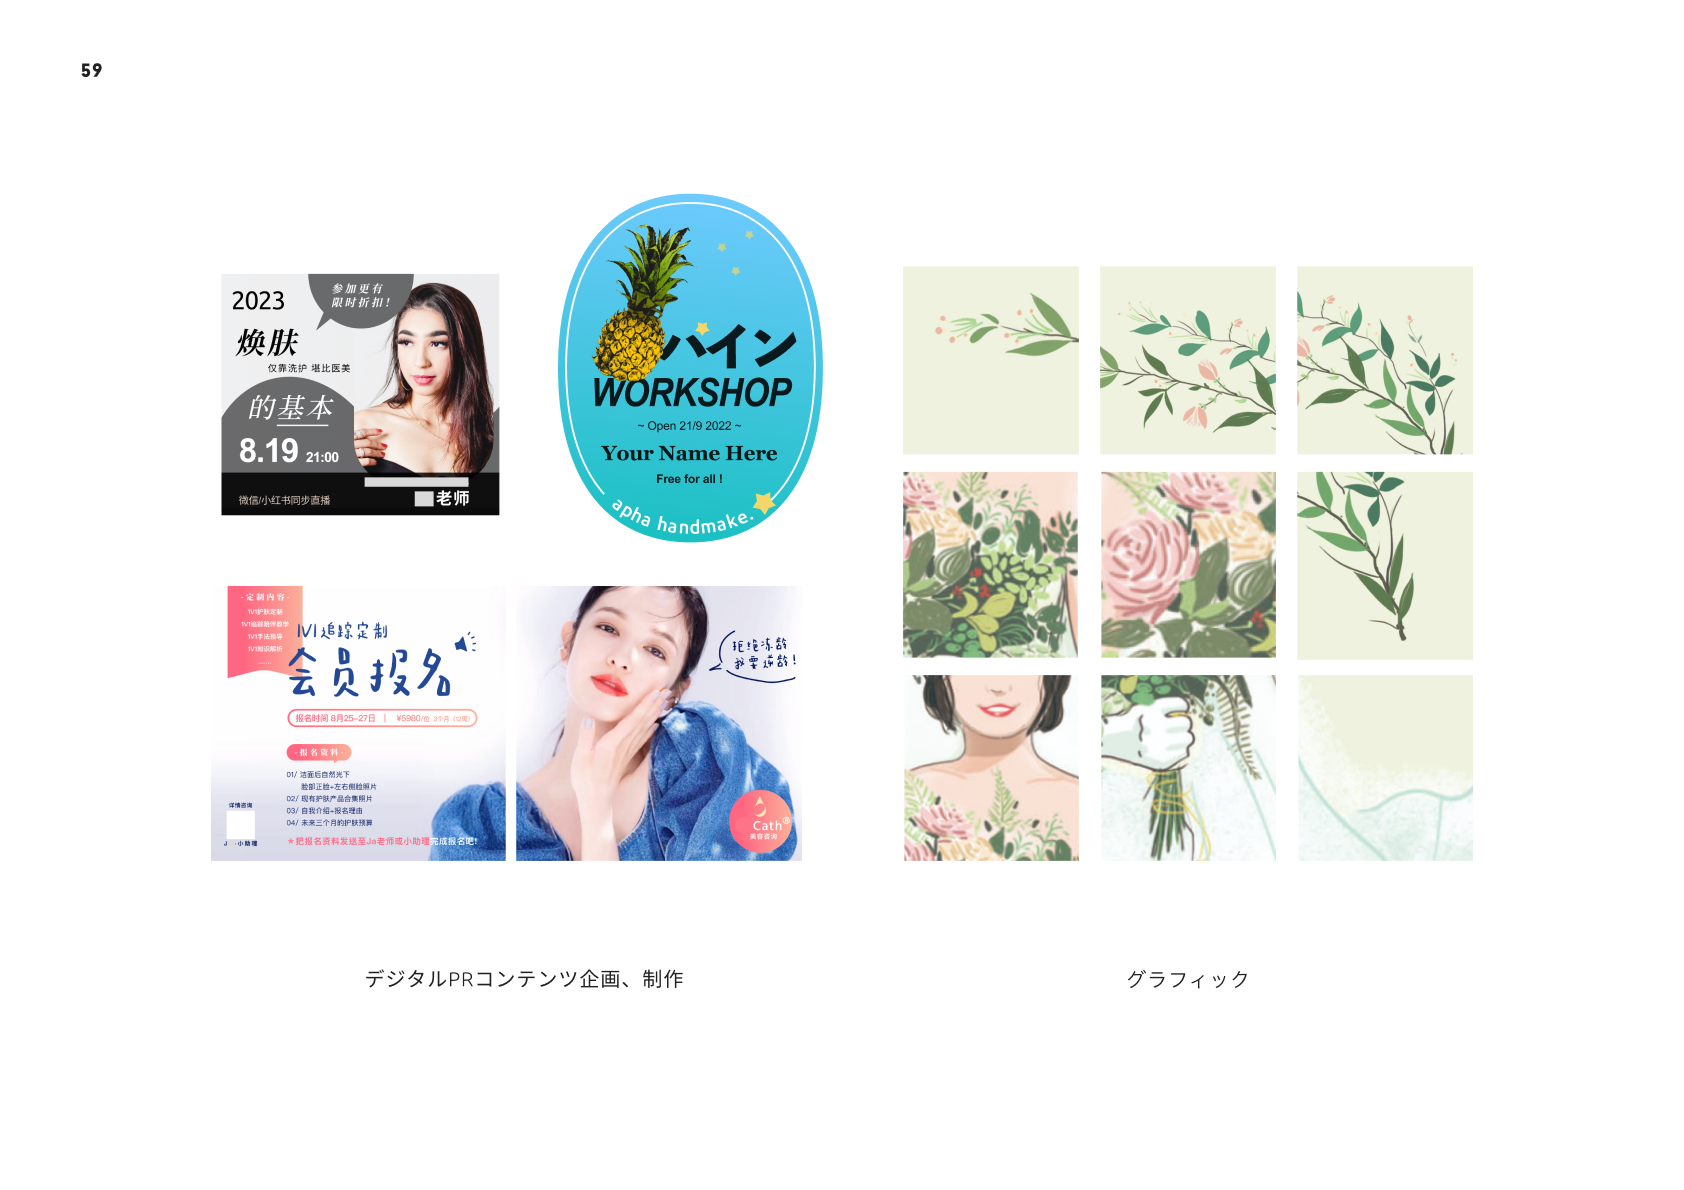 59
2023
参加更有
限时折扣!
焕肤
仅靠洗护 堪比医美
的基本
8.19 21:00
微信/小红书同步直播
老师
ハイン
WORKSHOP
~ Open 21/9 2022 ~
Your Name Here
Free for all !
apha handmake.
·定制内容·
1V1护肤定制
1V1追踪陪伴教学
1V1手法指导
1V1知识解析
......
1V1追踪定制
会员报名
报名时间 8月25-27日 | ¥5980/位 3个月 (12周)
·报名资料·
01/ 洁面后自然光下
脸部正脸+左右侧脸照片
02/ 现有护肤产品合集照片
03/ 自我介绍+报名理由
04/ 未来三个月的护肤预算
★把报名资料发送至Ja老师或小助理完成报名吧!
详情咨询
J 小助理
拒绝冻龄
我要逆龄!
Cath®
美容咨询
デジタルPRコンテンツ企画、制作
グラフィック